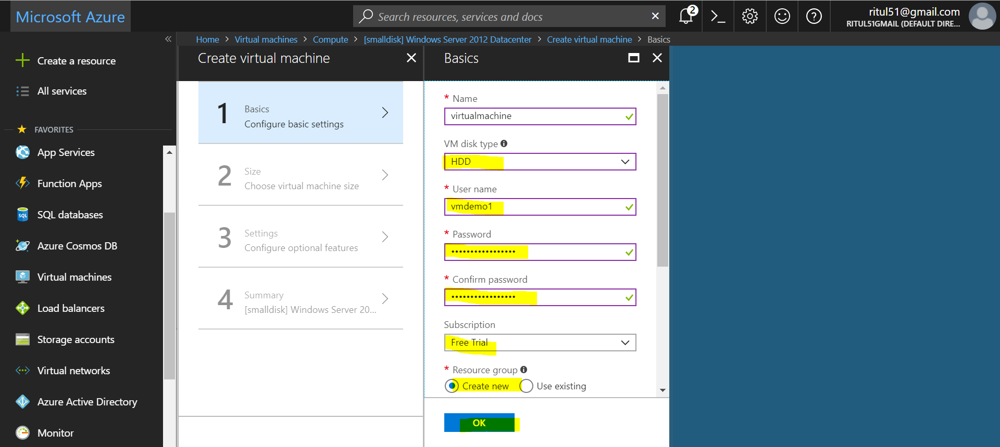 Microsoft Azure
Search resources, services and docs
2
ritul51@gmail.com
RITUL51GMAIL (DEFAULT DIRE...
Home > Virtual machines > Compute > [smalldisk] Windows Server 2012 Datacenter > Create virtual machine > Basics
Create a resource
All services
FAVORITES
App Services
Function Apps
SQL
SQL databases
Azure Cosmos DB
Virtual machines
Load balancers
Storage accounts
Virtual networks
Azure Active Directory
Monitor
Create virtual machine
1
Basics
Configure basic settings
2
Size
Choose virtual machine size
3
Settings
Configure optional features
4
Summary
[smalldisk] Windows Server 20...
Basics
* Name
virtualmachine
VM disk type
HDD
* User name
vmdemo1
* Password
•••••••••••••••••
* Confirm password
•••••••••••••••••
Subscription
Free Trial
* Resource group
Create new
Use existing
OK